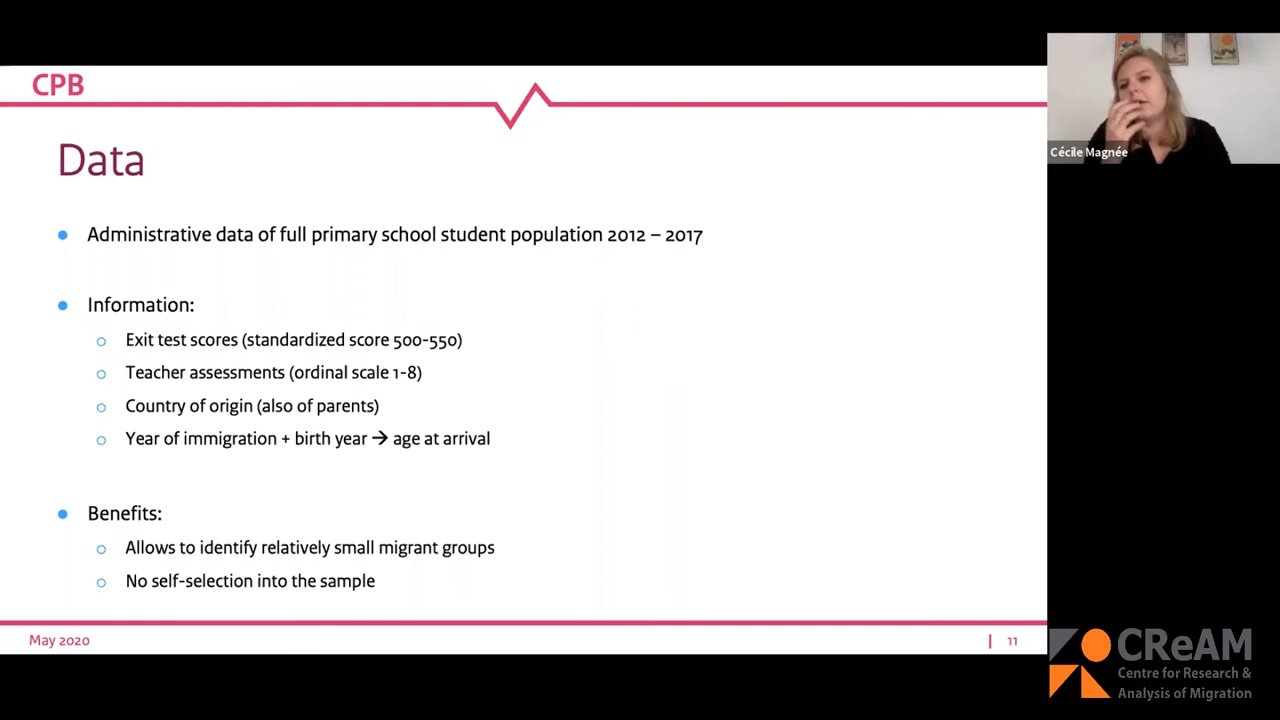 CPB
Data
Administrative data of full primary school student population 2012 – 2017
Information:
Exit test scores (standardized score 500-550)
Teacher assessments (ordinal scale 1-8)
Country of origin (also of parents)
Year of immigration + birth year → age at arrival
Benefits:
Allows to identify relatively small migrant groups
No self-selection into the sample
May 2020
| 11
Cécile Magnée
CReAM
Centre for Research &
Analysis of Migration